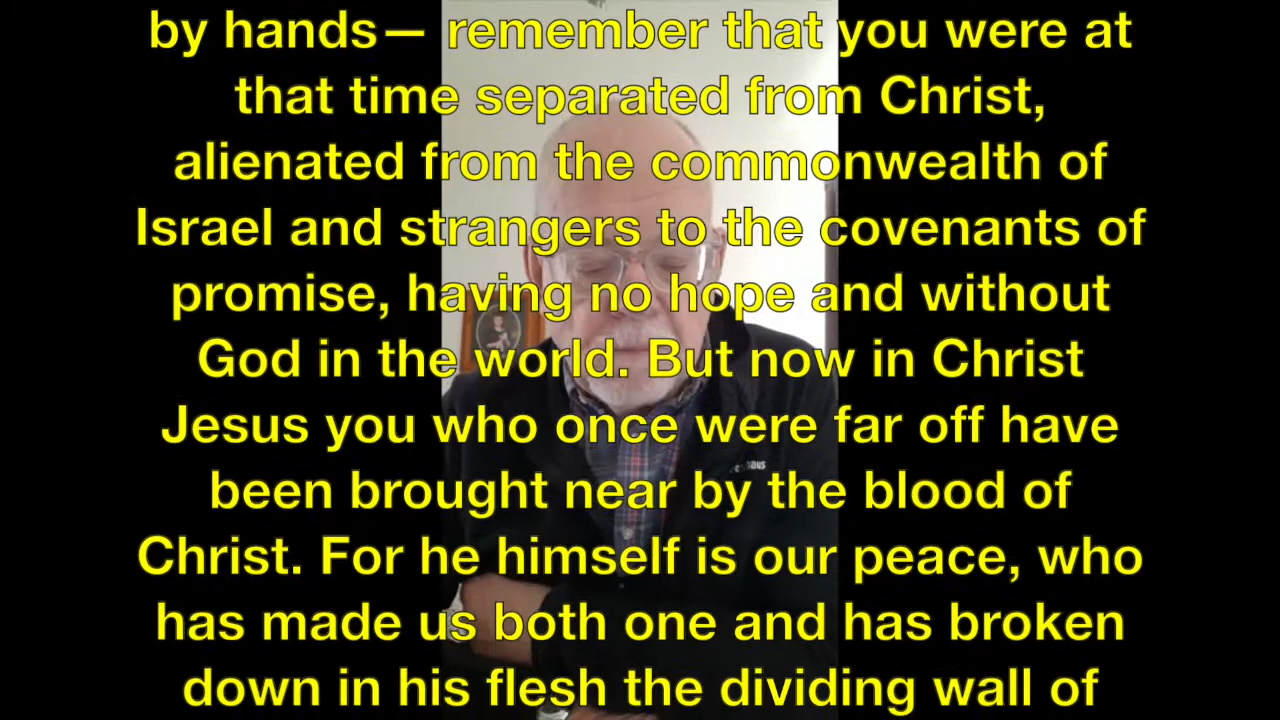 by hands— remember that you were at
that time separated from Christ,
alienated from the commonwealth of
Israel and strangers to the covenants of
promise, having no hope and without
God in the world. But now in Christ
Jesus you who once were far off have
been brought near by the blood of
Christ. For he himself is our peace, who
has made us both one and has broken
down in his flesh the dividing wall of